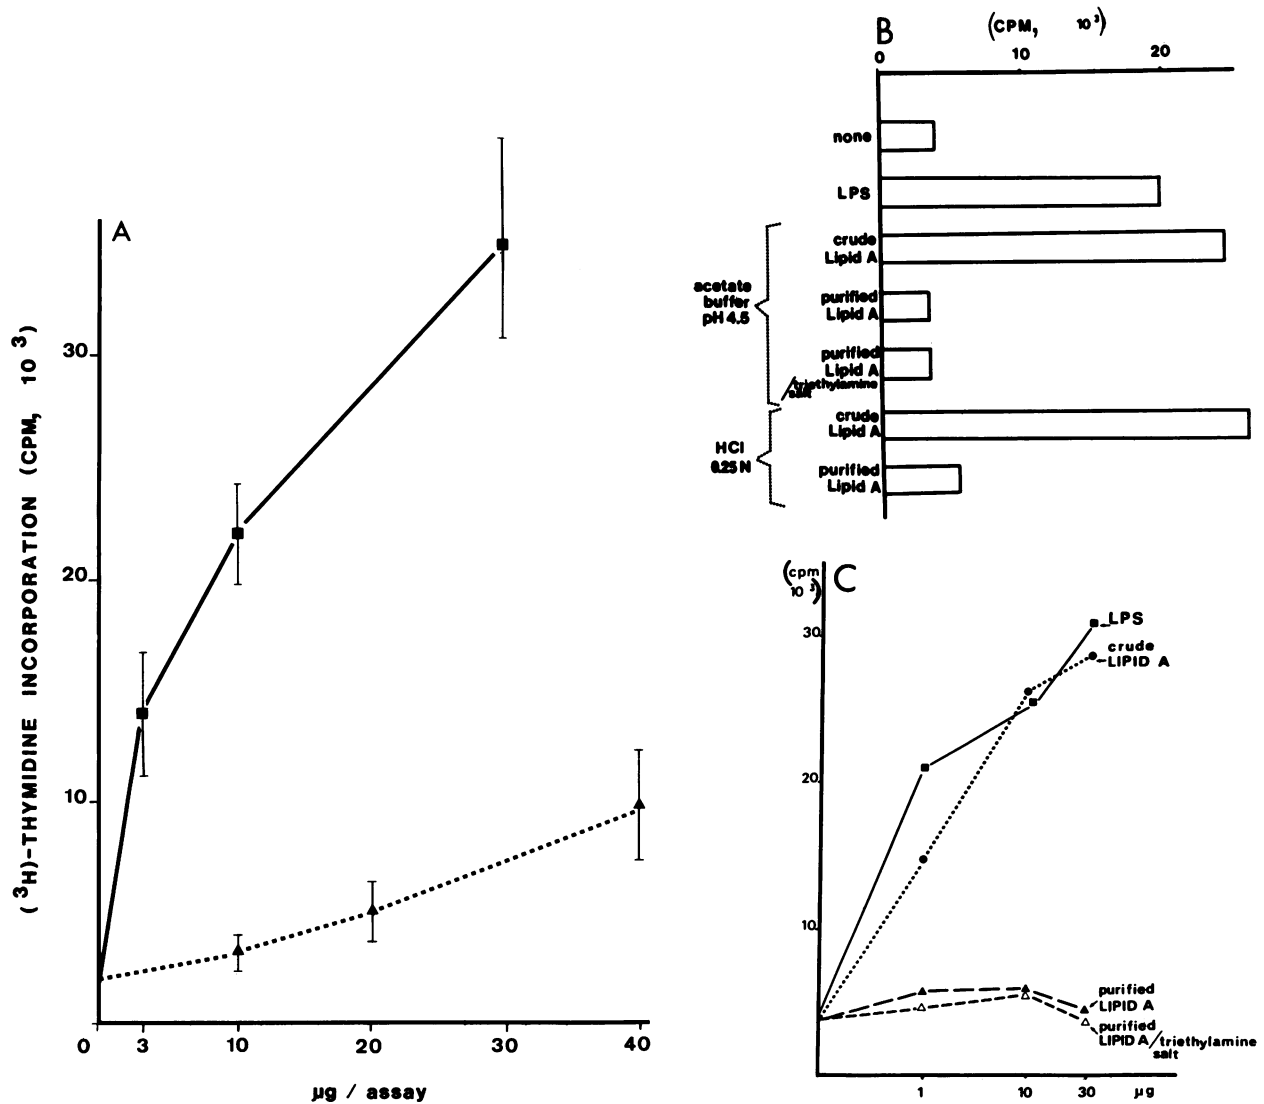 A
(³H)-THYMIDINE INCORPORATION (CPM, 10³)
30
20
10
0 3 10 20 30 40
µg / assay
B
(CPM, 10³)
0 10 20
none
LPS
acetate
buffer
pH 4.5
crude
Lipid A
purified
Lipid A
purified
Lipid A
/triethylamine
salt
HCl
0.25 N
crude
Lipid A
purified
Lipid A
C
(cpm
10³)
30
20
10
LPS
crude
LIPID A
purified
LIPID A
purified
LIPID A/triethylamine
salt
1 10 30 µg